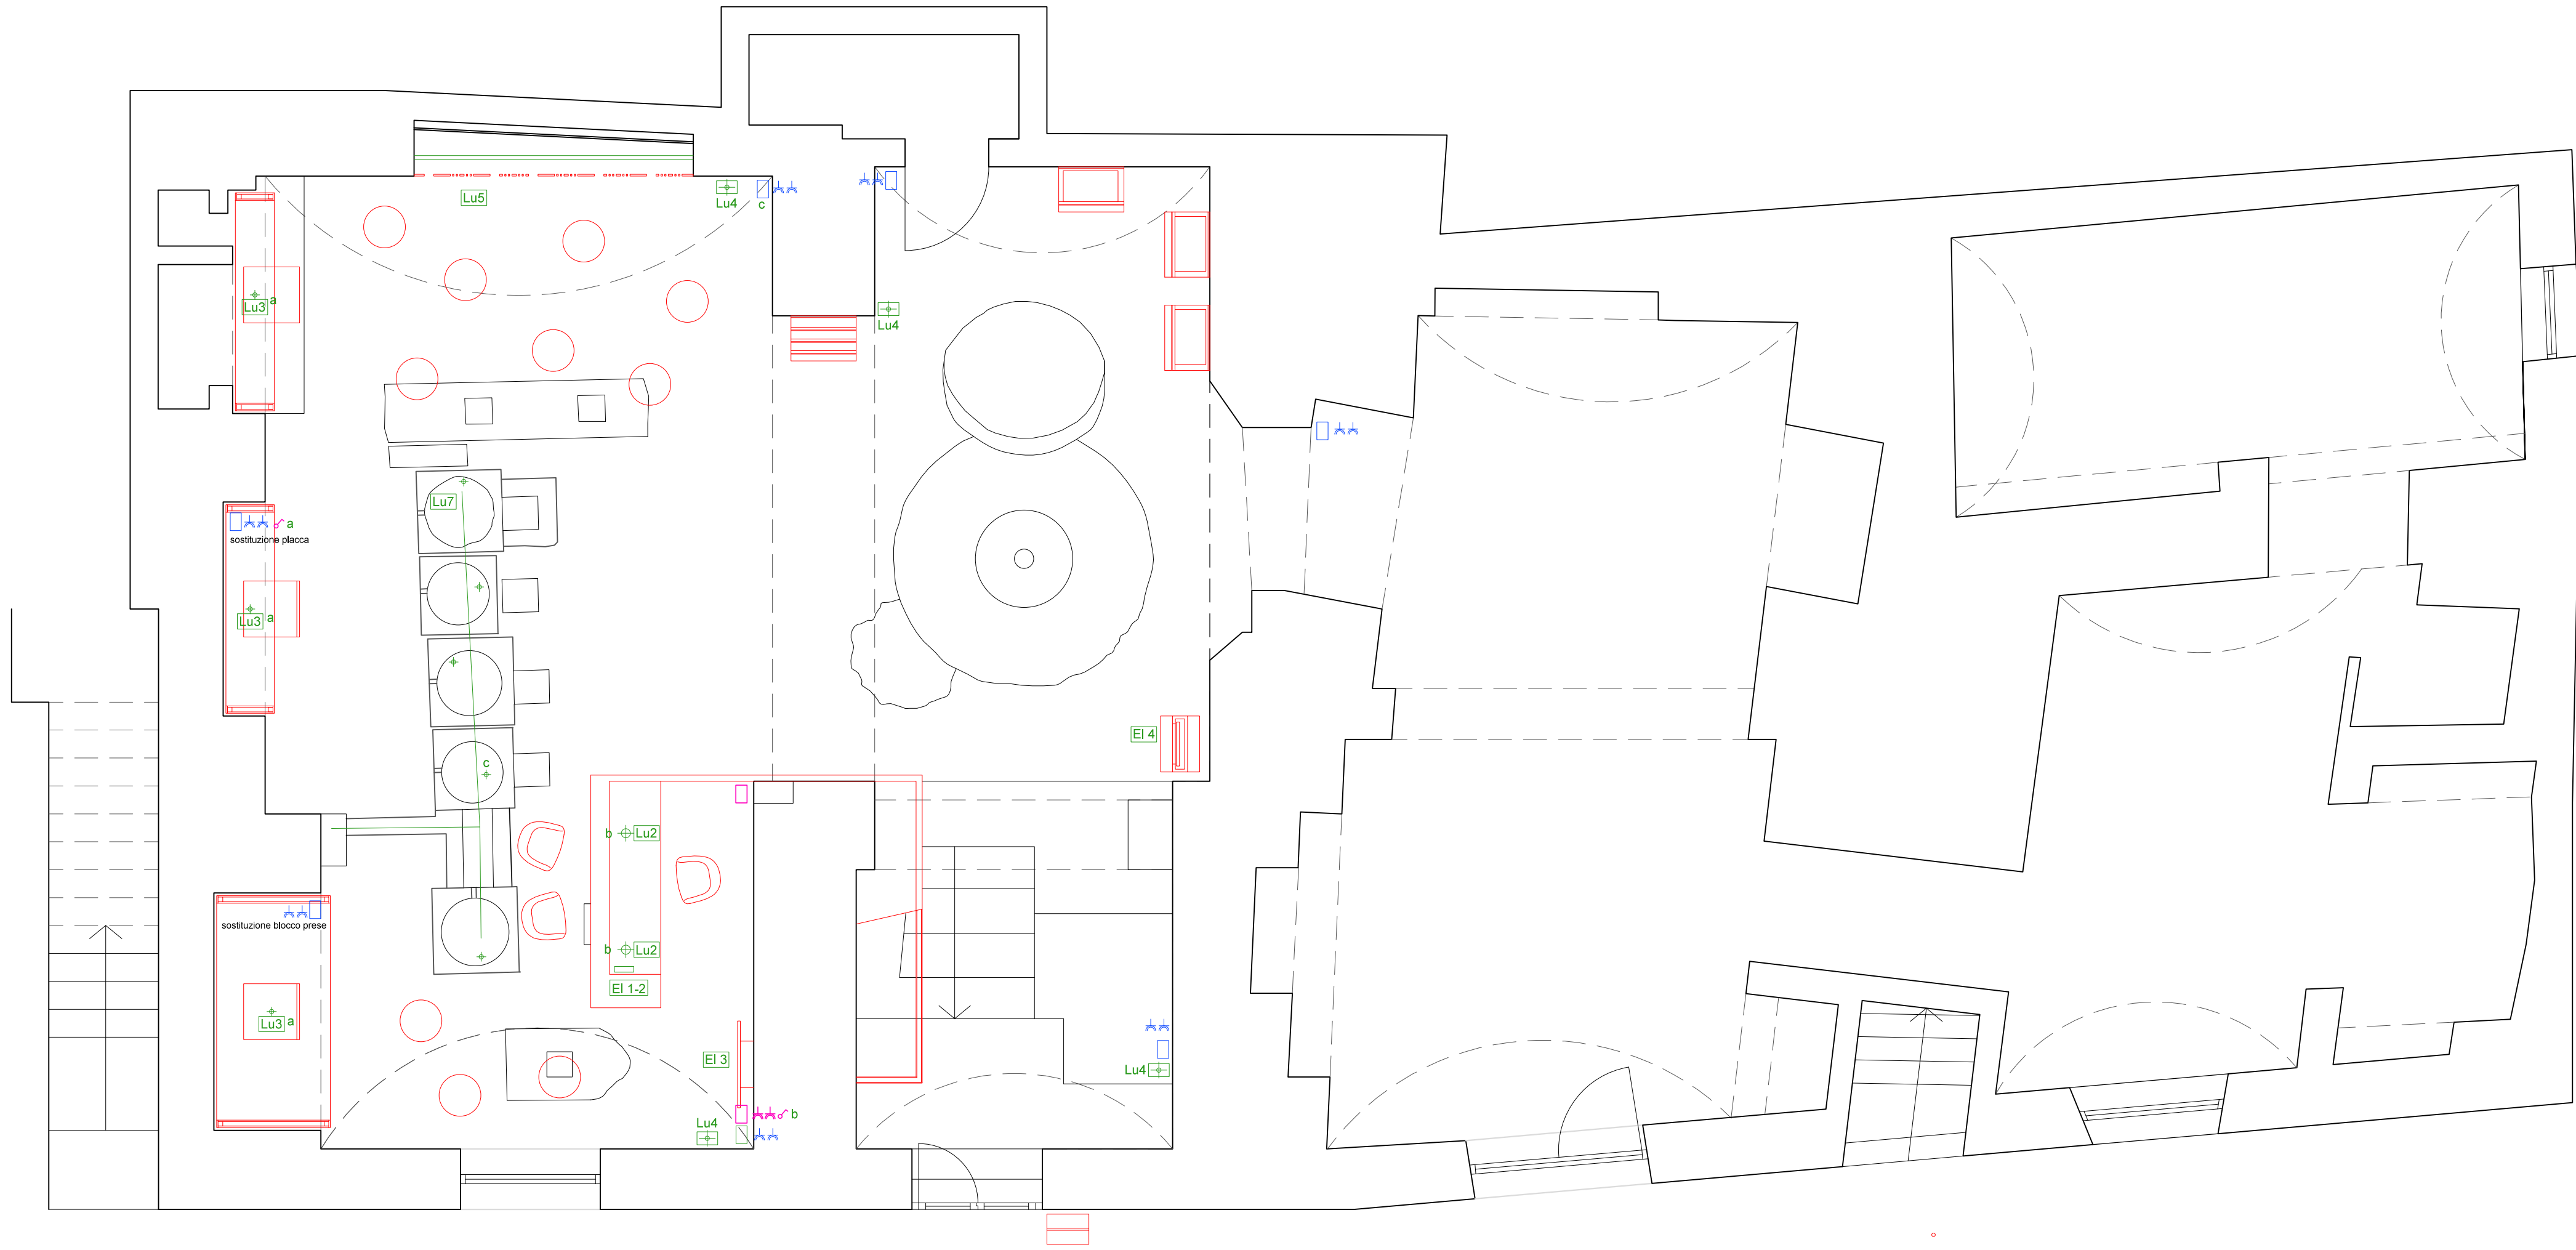 Lu5
Lu4
c
Lu3 a
Lu4
Lu7
a
sostituzione placca
Lu3 a
El 4
c
b Lu2
sostituzione blocco prese
b Lu2
El 1-2
Lu3 a
El 3
Lu4
b
Lu4